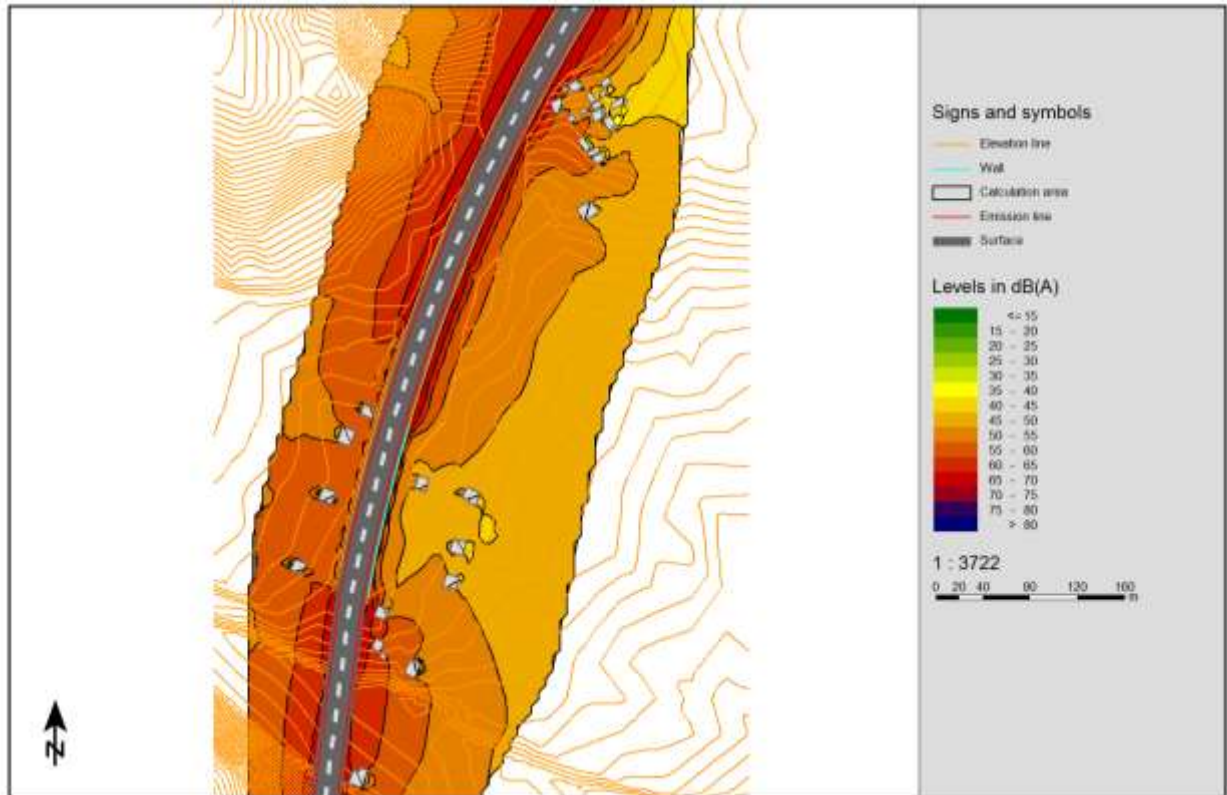 Signs and symbols
Elevation line
Wall
Calculation area
Emission line
Surface
Levels in dB(A)
<= 15
15 - 20
20 - 25
25 - 30
30 - 35
35 - 40
40 - 45
45 - 50
50 - 55
55 - 60
60 - 65
65 - 70
70 - 75
75 - 80
> 80
1 : 3722
0 20 40 80 120 160
m
N